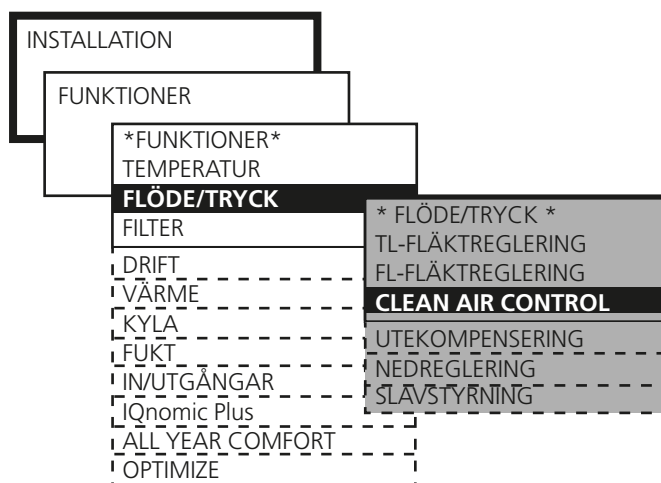 INSTALLATION
FUNKTIONER
*FUNKTIONER*
TEMPERATUR
FLÖDE/TRYCK
FILTER
DRIFT
VÄRME
KYLA
FUKT
IN/UTGÅNGAR
IQnomic Plus
ALL YEAR COMFORT
OPTIMIZE
* FLÖDE/TRYCK *
TL-FLÄKTREGLERING
FL-FLÄKTREGLERING
CLEAN AIR CONTROL
UTEKOMPENSERING
NEDREGLERING
SLAVSTYRNING